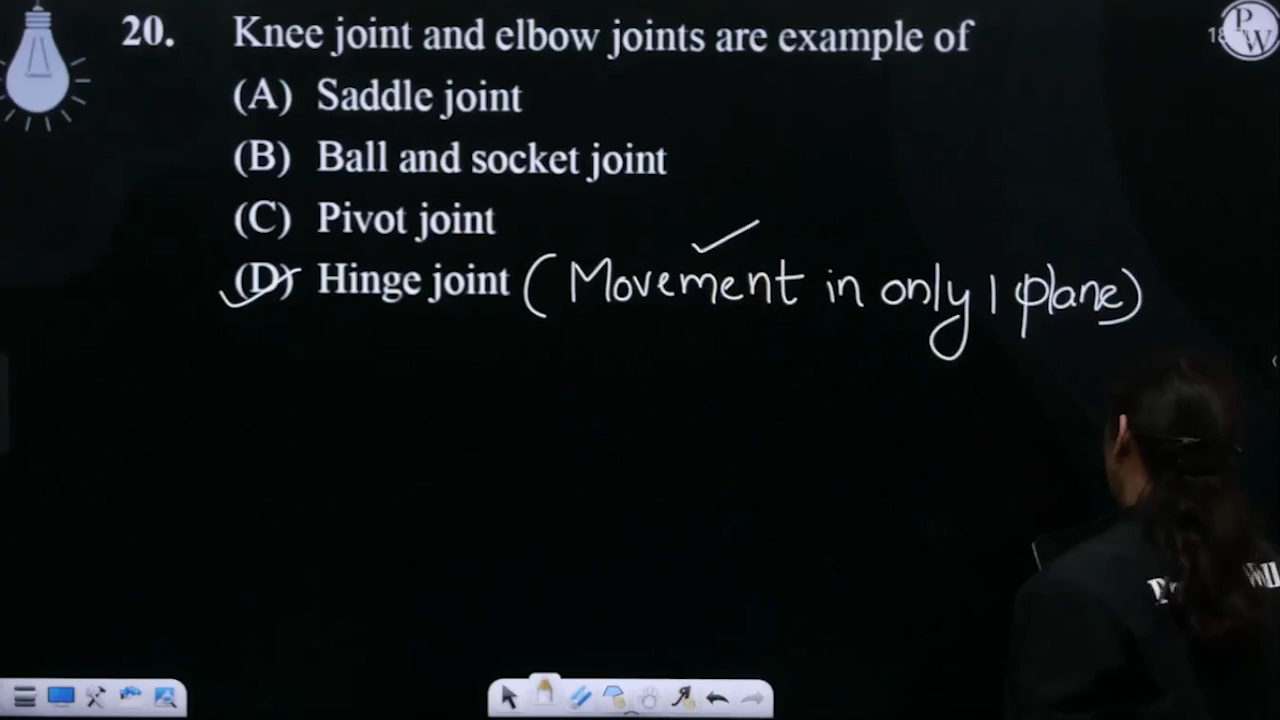 20. Knee joint and elbow joints are example of
(A) Saddle joint
(B) Ball and socket joint
(C) Pivot joint
(D) Hinge joint (Movement in only 1 plane)
PW